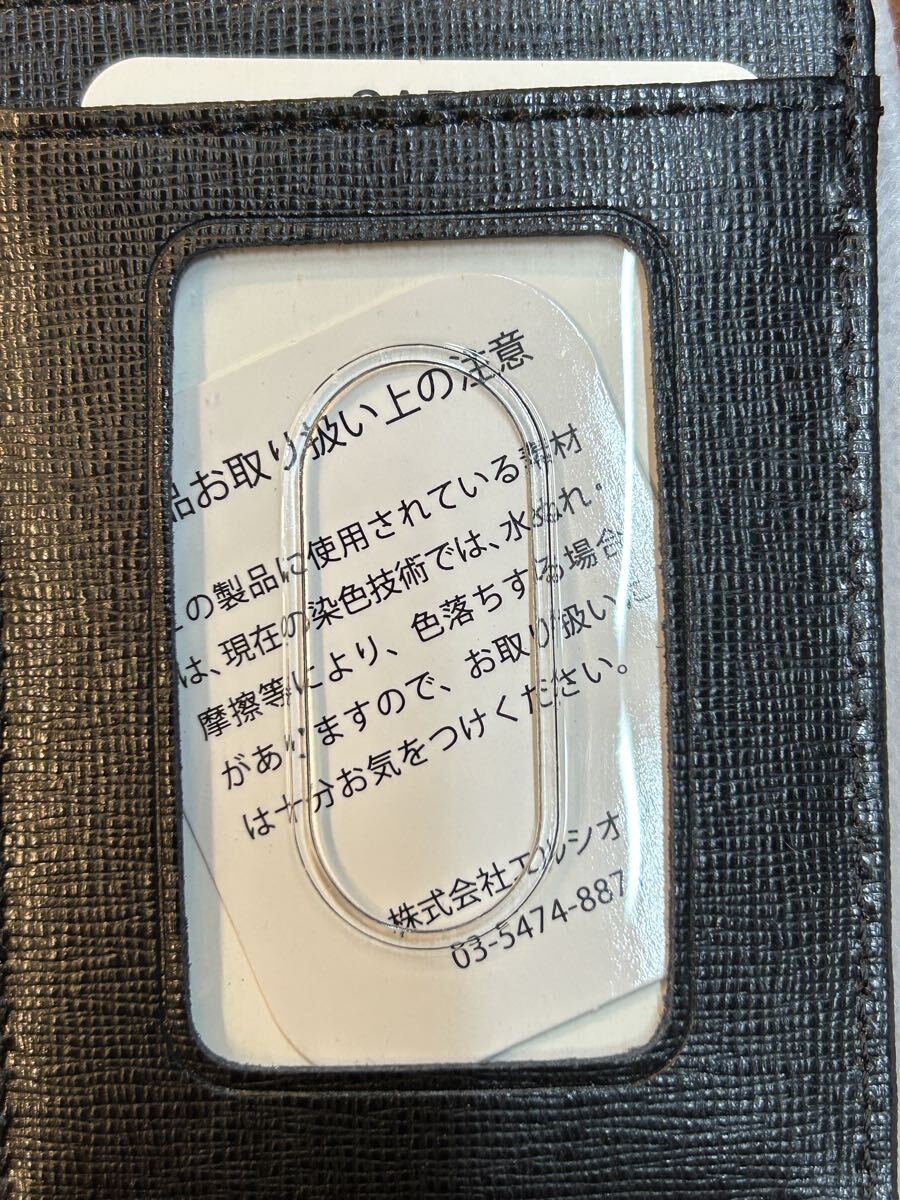 品お取り扱い上の注意
の製品に使用されている素材
は、現在の染色技術では、水ぬれ・
摩擦等により、色落ちする場合
がありますので、お取り扱い
は十分お気をつけください。
株式会社エルシオ
03-5474-887